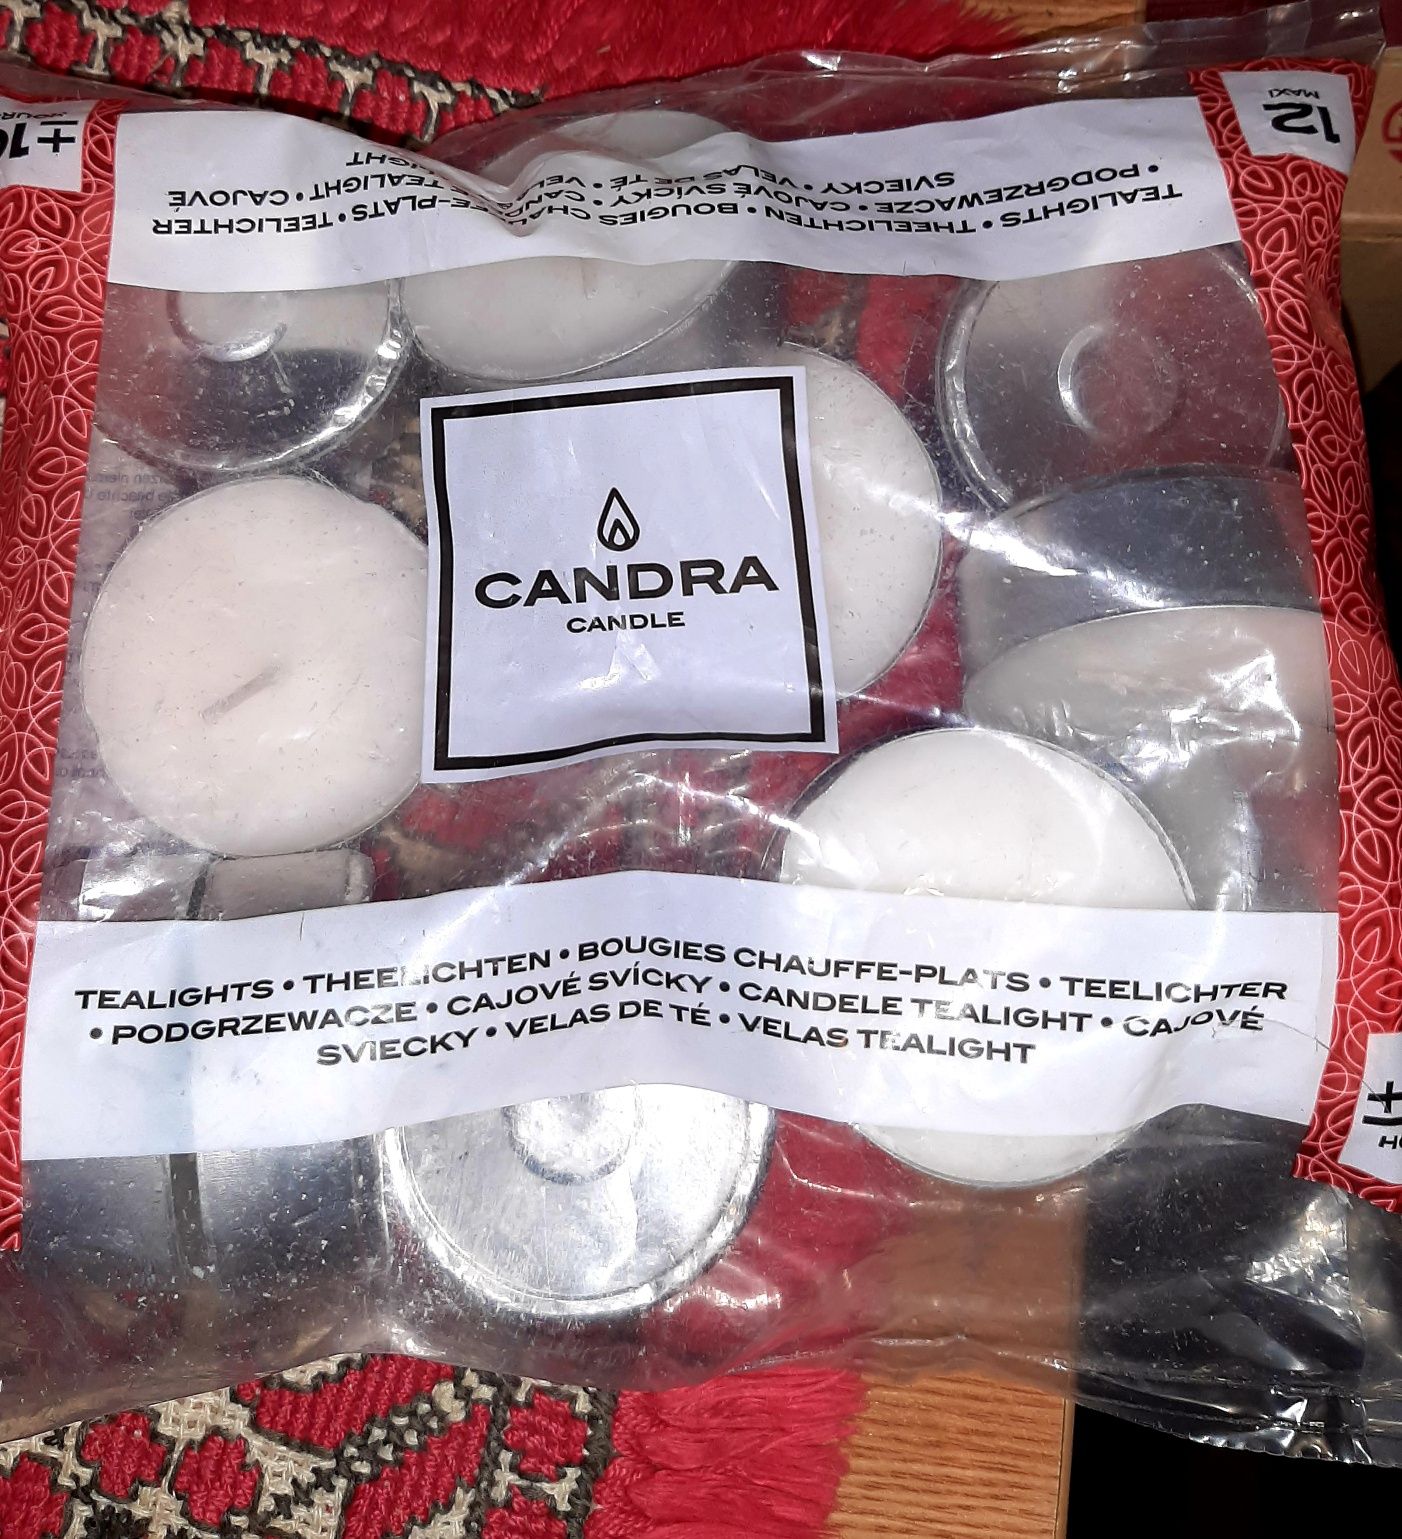 12
MAXI
TEALIGHTS • THEELICHTEN • BOUGIES CHAUFFE-PLATS • TEELICHTER
• PODGRZEWACZE • CAJOVÉ SVÍCKY • CANDELE TEALIGHT • CAJOVÉ
SVIECKY • VELAS DE TÉ • VELAS TEALIGHT
CANDRA
CANDLE
TEALIGHTS • THEELICHTEN • BOUGIES CHAUFFE-PLATS • TEELICHTER
• PODGRZEWACZE • CAJOVÉ SVÍCKY • CANDELE TEALIGHT • CAJOVÉ
SVIECKY • VELAS DE TÉ • VELAS TEALIGHT